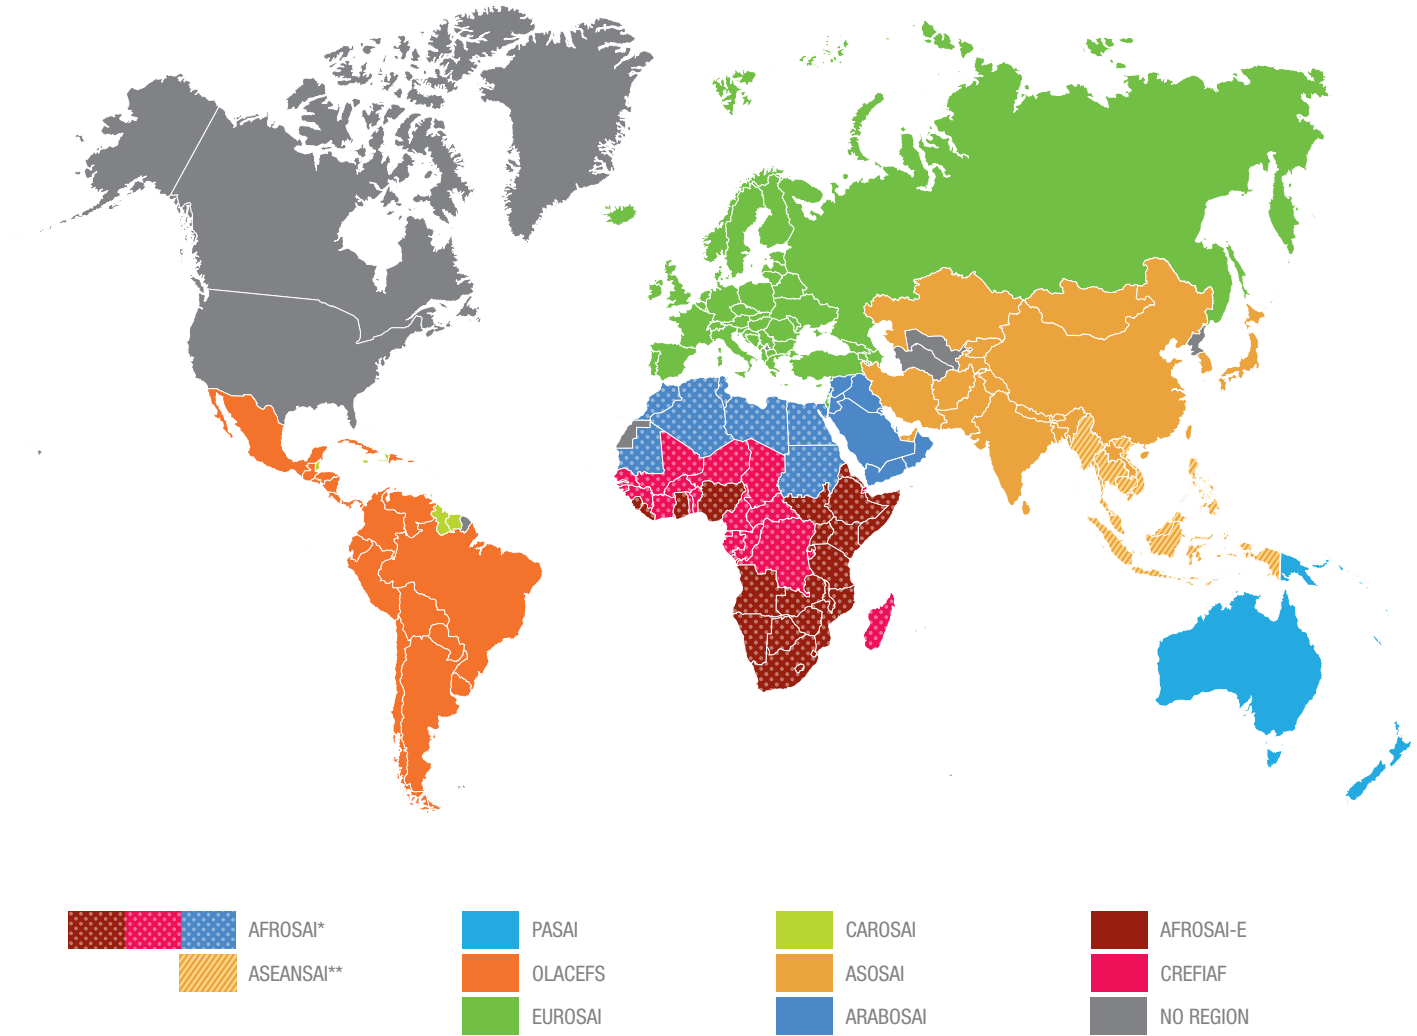 AFROSAI*
ASEANSAI**
PASAI
OLACEFS
EUROSAI
CAROSAI
ASOSAI
ARABOSAI
AFROSAI-E
CREFIAF
NO REGION